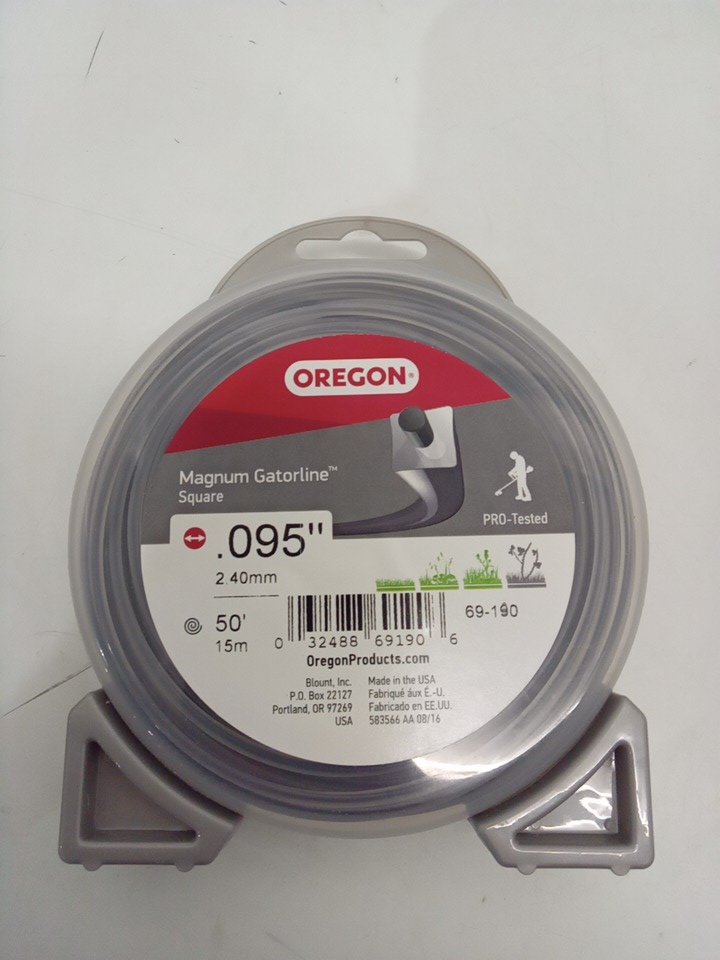 OREGON®
Magnum Gatorline™
Square
PRO-Tested
.095"
2.40mm
50'
15m
69-190
0 32488 69190 6
OregonProducts.com
Blount, Inc.
P.O. Box 22127
Portland, OR 97269
USA
Made in the USA
Fabriqué áux É.-U.
Fabricado en EE.UU.
583566 AA 08/16